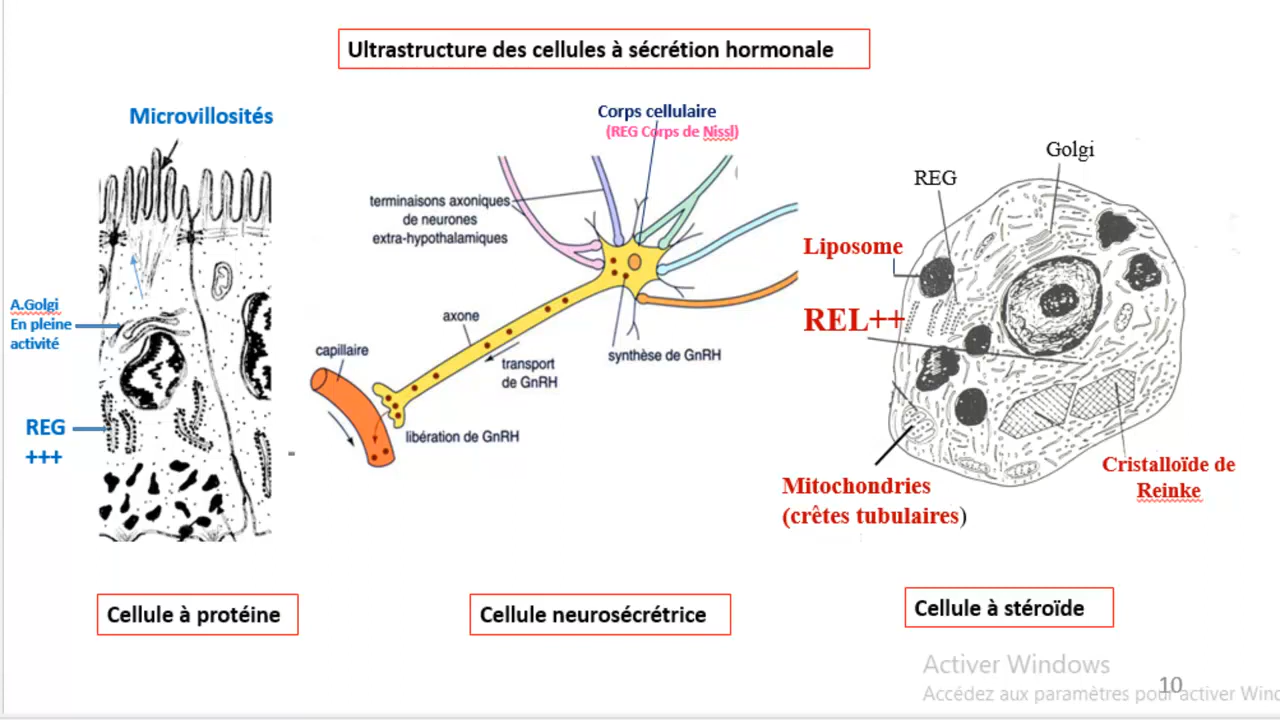 Ultrastructure des cellules à sécrétion hormonale
Microvillosités
A.Golgi
En pleine
activité
REG
+++
Cellule à protéine
Corps cellulaire
(REG Corps de Nissl)
terminaisons axoniques
de neurones
extra-hypothalamiques
axone
capillaire
transport
de GnRH
synthèse de GnRH
libération de GnRH
Cellule neurosécrétrice
Golgi
REG
Liposome
REL++
Mitochondries
(crêtes tubulaires)
Cristalloïde de
Reinke
Cellule à stéroïde
Activer Windows
Accédez aux paramètres pour activer Wind
10